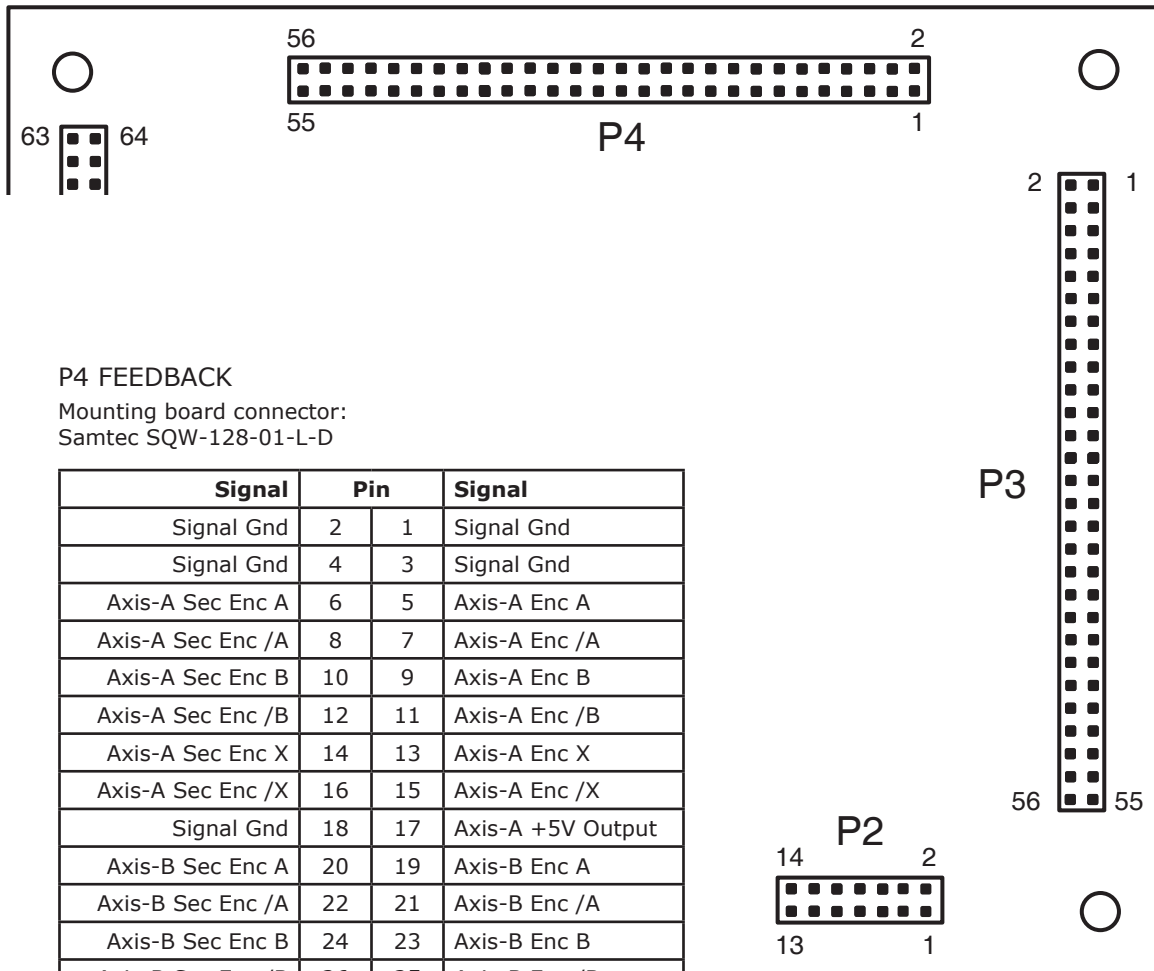 56 2
55 1
P4
63 64
2 1
P3
56 55
P2
14 2
13 1
P4 FEEDBACK
Mounting board connector:
Samtec SQW-128-01-L-D
Signal Pin Signal
Signal Gnd 2 1 Signal Gnd
Signal Gnd 4 3 Signal Gnd
Axis-A Sec Enc A 6 5 Axis-A Enc A
Axis-A Sec Enc /A 8 7 Axis-A Enc /A
Axis-A Sec Enc B 10 9 Axis-A Enc B
Axis-A Sec Enc /B 12 11 Axis-A Enc /B
Axis-A Sec Enc X 14 13 Axis-A Enc X
Axis-A Sec Enc /X 16 15 Axis-A Enc /X
Signal Gnd 18 17 Axis-A +5V Output
Axis-B Sec Enc A 20 19 Axis-B Enc A
Axis-B Sec Enc /A 22 21 Axis-B Enc /A
Axis-B Sec Enc B 24 23 Axis-B Enc B